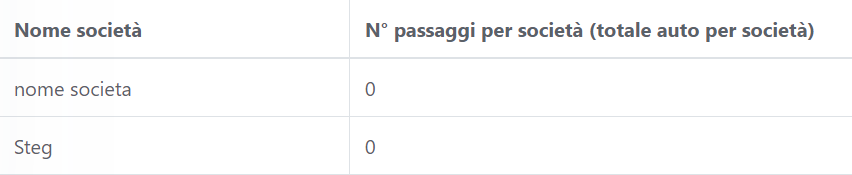 Nome società N° passaggi per società (totale auto per società)
nome societa 0
Steg 0